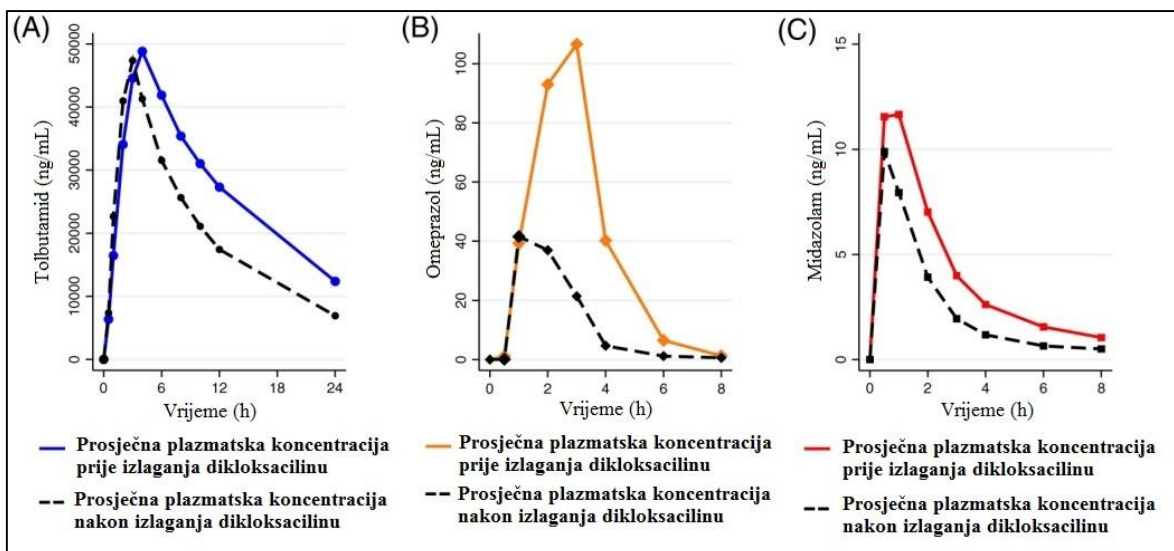 (A)
Tolbutamid (ng/mL)
50000
40000
30000
20000
10000
0
0 6 12 18 24
Vrijeme (h)
Prosječna plazmatska koncentracija
prije izlaganja dikloksacilinu
Prosječna plazmatska koncentracija
nakon izlaganja dikloksacilinu
(B)
Omeprazol (ng/mL)
100
80
60
40
20
0
0 2 4 6 8
Vrijeme (h)
Prosječna plazmatska koncentracija
prije izlaganja dikloksacilinu
Prosječna plazmatska koncentracija
nakon izlaganja dikloksacilinu
(C)
Midazolam (ng/mL)
15
10
5
0
0 2 4 6 8
Vrijeme (h)
Prosječna plazmatska koncentracija
prije izlaganja dikloksacilinu
Prosječna plazmatska koncentracija
nakon izlaganja dikloksacilinu